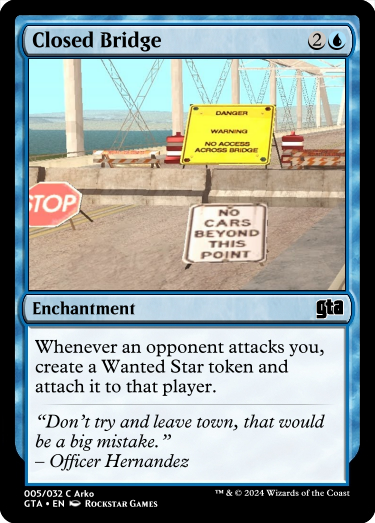 Closed Bridge 2
DANGER
WARNING
NO ACCESS
ACROSS BRIDGE
STOP
NO
CARS
BEYOND
THIS
POINT
Enchantment gta
Whenever an opponent attacks you,
create a Wanted Star token and
attach it to that player.
“Don’t try and leave town, that would
be a big mistake.”
– Officer Hernandez
005/032 C Arko
GTA • EN Rockstar Games ™ & © 2024 Wizards of the Coast